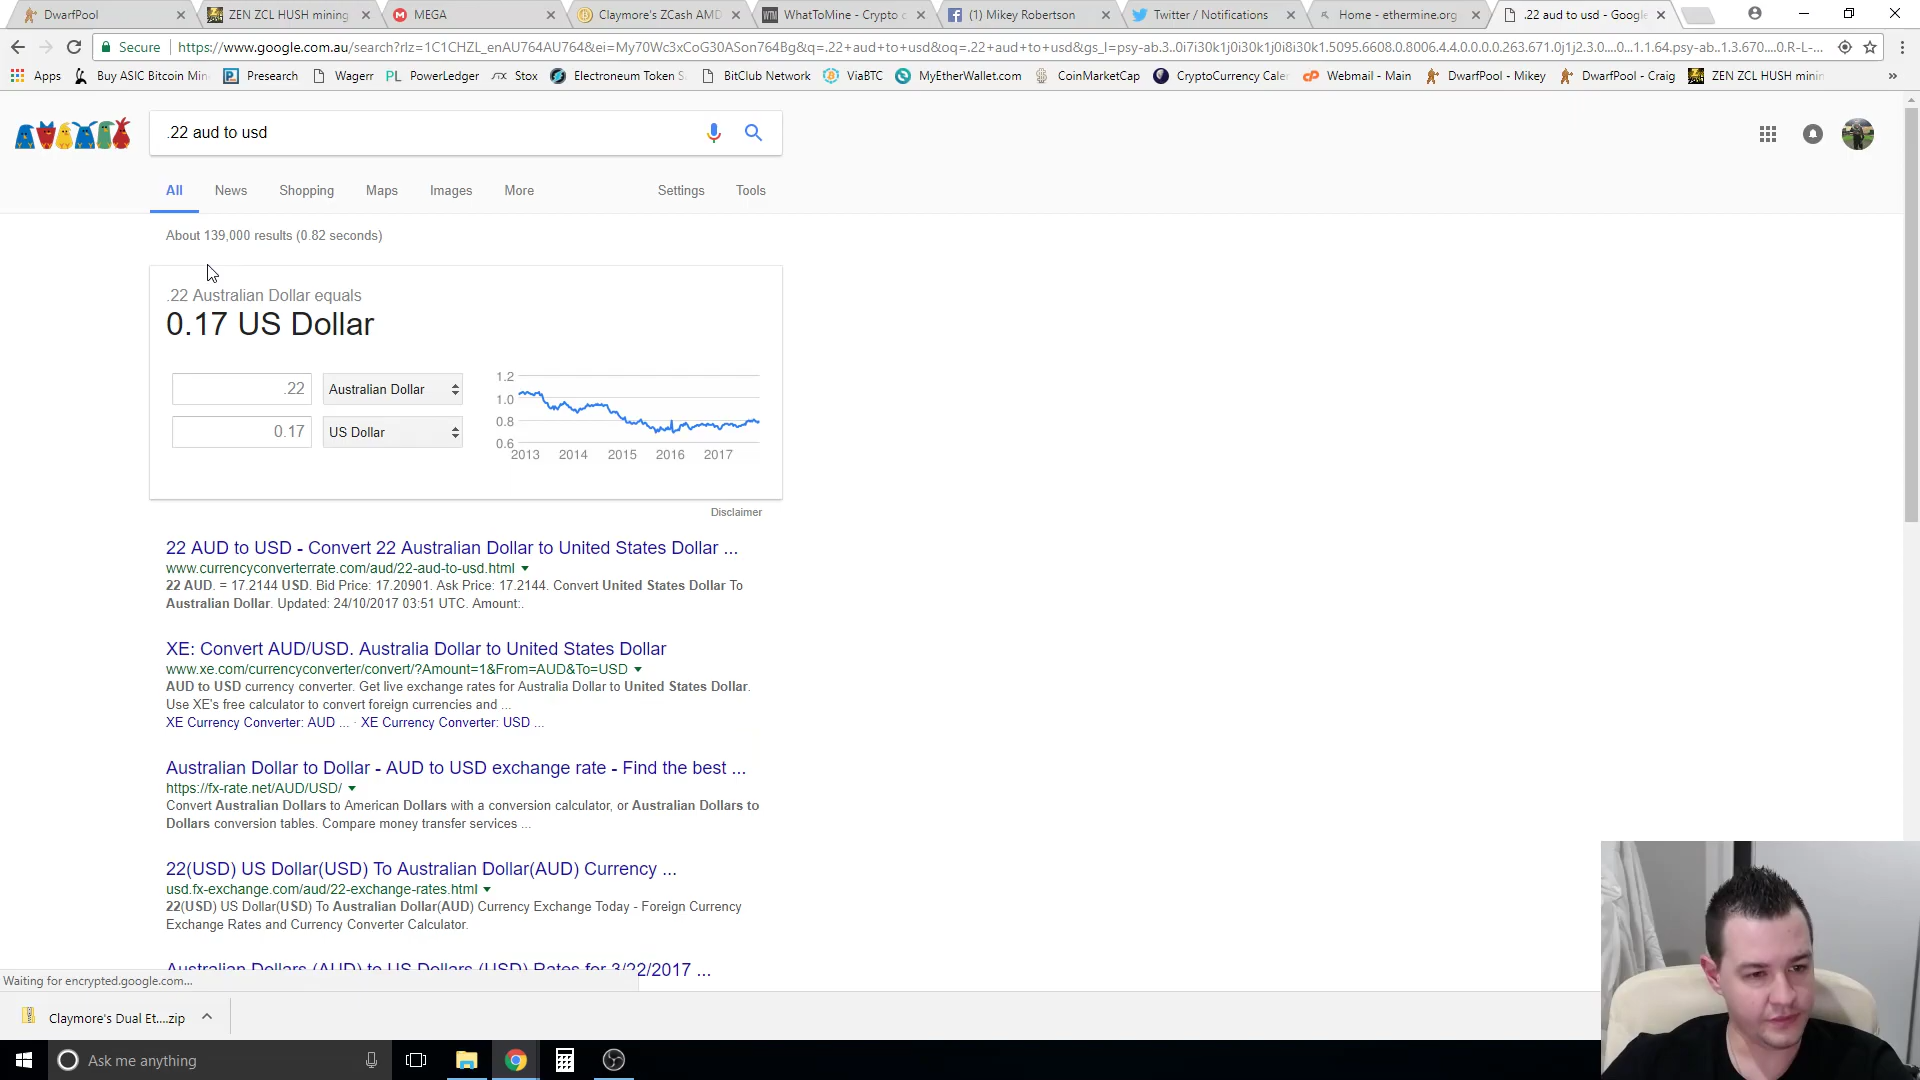 DwarfPool
ZEN ZCL HUSH mining
MEGA
Claymore's ZCash AMD
WhatToMine - Crypto c
(1) Mikey Robertson
Twitter / Notifications
Home - ethermine.org
.22 aud to usd - Google
Secure
https://www.google.com.au/search?rlz=1C1CHZL_enAU764AU764&ei=My70Wc3xCoG30ASon764Bg&q=.22+aud+to+usd&oq=.22+aud+to+usd&gs_l=psy-ab.3..0i7i30k1j0i30k1j0i8i30k1.5095.6608.0.8006.4.4.0.0.0.0.263.671.0j1j2.3.0....0...1.1.64.psy-ab..1.3.670....0.R-L-...
Apps
Buy ASIC Bitcoin Min
Presearch
Wagerr
PL PowerLedger
Stox
Electroneum Token S
BitClub Network
ViaBTC
MyEtherWallet.com
CoinMarketCap
CryptoCurrency Cale
Webmail - Main
DwarfPool - Mikey
DwarfPool - Craig
ZEN ZCL HUSH minin
»
.22 aud to usd
All
News
Shopping
Maps
Images
More
Settings
Tools
About 139,000 results (0.82 seconds)
.22 Australian Dollar equals
0.17 US Dollar
.22
Australian Dollar
0.17
US Dollar
1.2
1.0
0.8
0.6
2013 2014 2015 2016 2017
Disclaimer
22 AUD to USD - Convert 22 Australian Dollar to United States Dollar ...
www.currencyconverterrate.com/aud/22-aud-to-usd.html
22 AUD. = 17.2144 USD. Bid Price: 17.20901. Ask Price: 17.2144. Convert United States Dollar To
Australian Dollar. Updated: 24/10/2017 03:51 UTC. Amount:.
XE: Convert AUD/USD. Australia Dollar to United States Dollar
www.xe.com/currencyconverter/convert/?Amount=1&From=AUD&To=USD
AUD to USD currency converter. Get live exchange rates for Australia Dollar to United States Dollar.
Use XE's free calculator to convert foreign currencies and ...
XE Currency Converter: AUD ... · XE Currency Converter: USD ...
Australian Dollar to Dollar - AUD to USD exchange rate - Find the best ...
https://fx-rate.net/AUD/USD/
Convert Australian Dollars to American Dollars with a conversion calculator, or Australian Dollars to
Dollars conversion tables. Compare money transfer services ...
22(USD) US Dollar(USD) To Australian Dollar(AUD) Currency ...
usd.fx-exchange.com/aud/22-exchange-rates.html
22(USD) US Dollar(USD) To Australian Dollar(AUD) Currency Exchange Today - Foreign Currency
Exchange Rates and Currency Converter Calculator.
Australian Dollars (AUD) to US Dollars (USD) Rates for 3/22/2017 ...
Waiting for encrypted.google.com...
Claymore's Dual Et....zip
Ask me anything